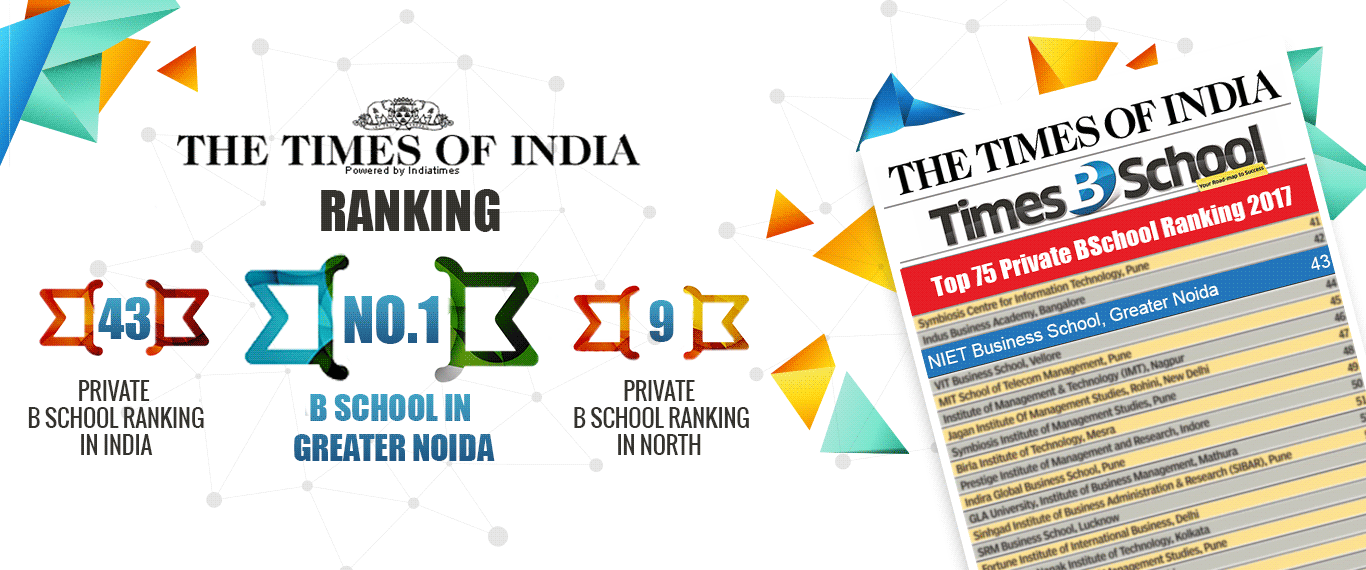 THE TIMES OF INDIA
Powered by Indiatimes
RANKING
43
PRIVATE
B SCHOOL RANKING
IN INDIA
NO.1
B SCHOOL IN
GREATER NOIDA
9
PRIVATE
B SCHOOL RANKING
IN NORTH
THE TIMES OF INDIA
Times B School
Your Road-map to Success
Top 75 Private BSchool Ranking 2017
Symbiosis Centre for Information Technology, Pune 41
Indus Business Academy, Bangalore 42
NIET Business School, Greater Noida 43
VIT Business School, Vellore 44
MIT School of Telecom Management, Pune 45
Institute of Management & Technology (IMT), Nagpur 46
Jagan Institute Of Management Studies, Rohini, New Delhi 47
Symbiosis Institute of Management Studies, Pune 48
Birla Institute of Technology, Mesra 49
Prestige Institute of Management and Research, Indore 50
Indira Global Business School, Pune 51
GLA University, Institute of Business Management, Mathura
Sinhgad Institute of Business Administration & Research (SIBAR), Pune
SRM Business School, Lucknow
Fortune Institute of International Business, Delhi
Institute of Technology, Kolkata
Management Studies, Pune